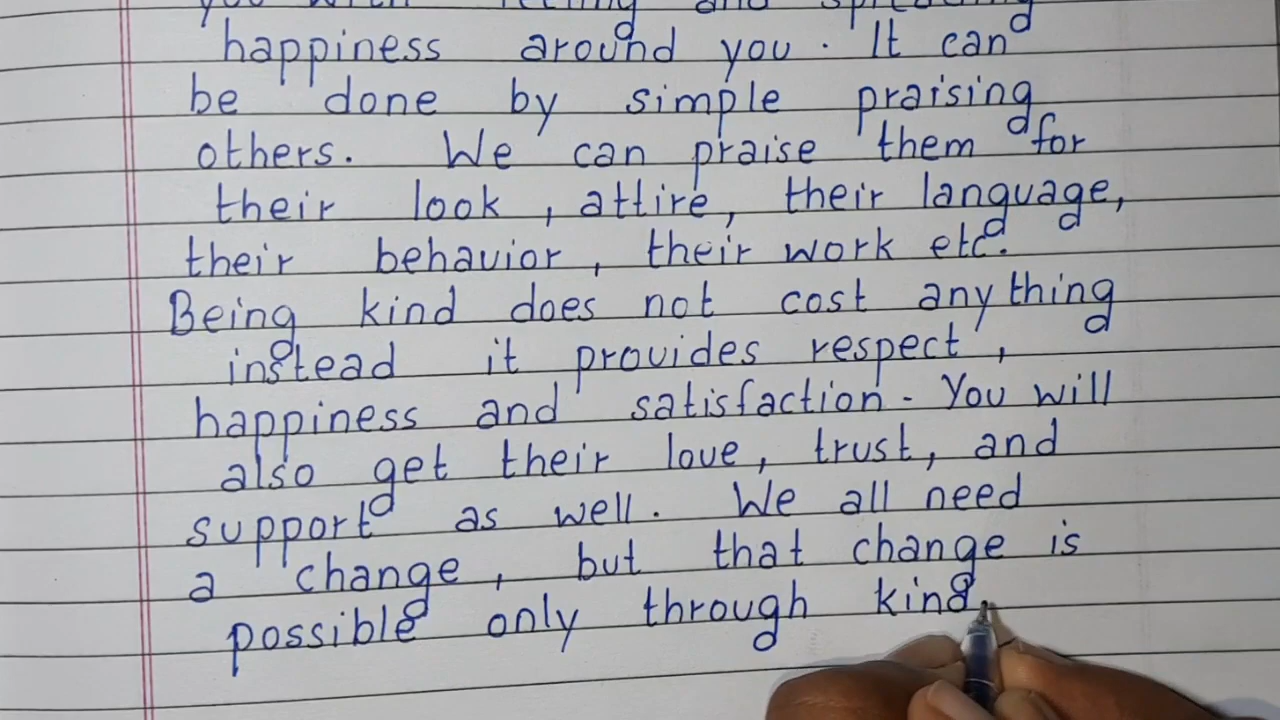 happiness around you. It can
be done by simple praising
others. We can praise them for
their look, attire, their language,
their behavior, their work etc.
Being kind does not cost anything
instead it provides respect,
happiness and satisfaction. You will
also get their love, trust, and
support as well. We all need
a change, but that change is
possible only through kind